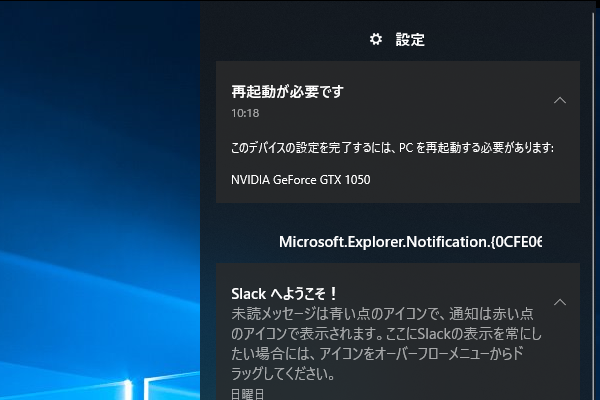 設定
再起動が必要です
10:18
このデバイスの設定を完了するには、PC を再起動する必要があります:
NVIDIA GeForce GTX 1050
Microsoft.Explorer.Notification.{0CFE06
Slack へようこそ！
未読メッセージは青い点のアイコンで、通知は赤い点
のアイコンで表示されます。ここにSlackの表示を常にし
たい場合には、アイコンをオーバーフローメニューからド
ラッグしてください。
日曜日